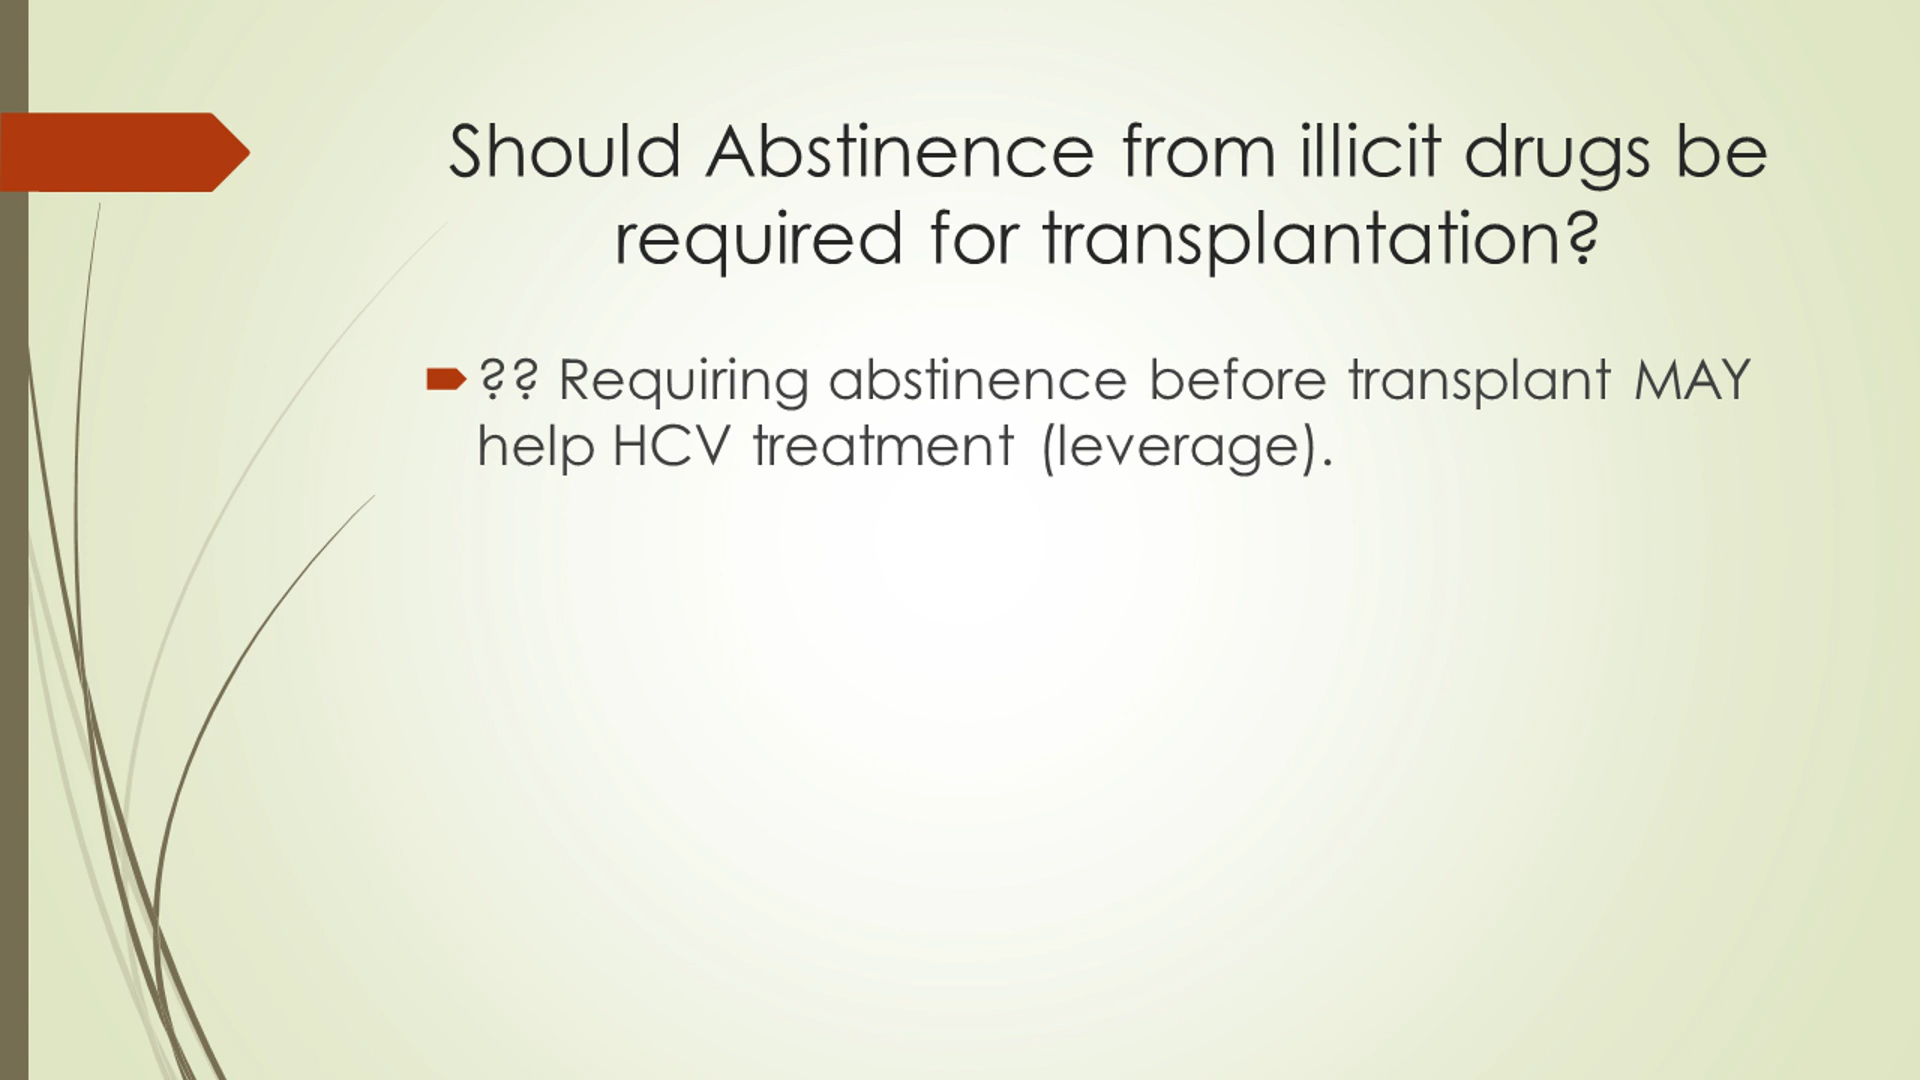 Should Abstinence from illicit drugs be
required for transplantation?
?? Requiring abstinence before transplant MAY
help HCV treatment (leverage).